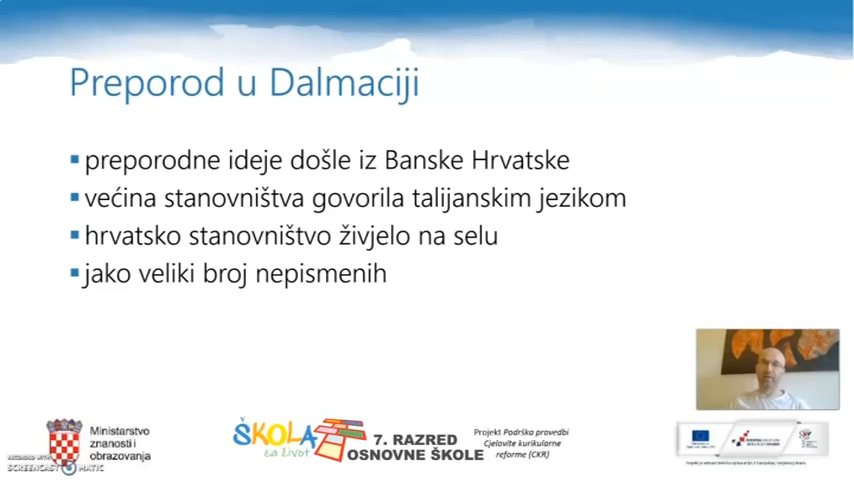 Preporod u Dalmaciji
preporodne ideje došle iz Banske Hrvatske
većina stanovništva govorila talijanskim jezikom
hrvatsko stanovništvo živjelo na selu
jako veliki broj nepismenih
Ministarstvo
znanosti i
obrazovanja
ŠKOLA
za život
7. RAZRED
OSNOVNE ŠKOLE
Projekt Podrška provedbi
Cjelovite kurikularne
reforme (CKR)
RECORDED WITH
SCREENCAST MATIC